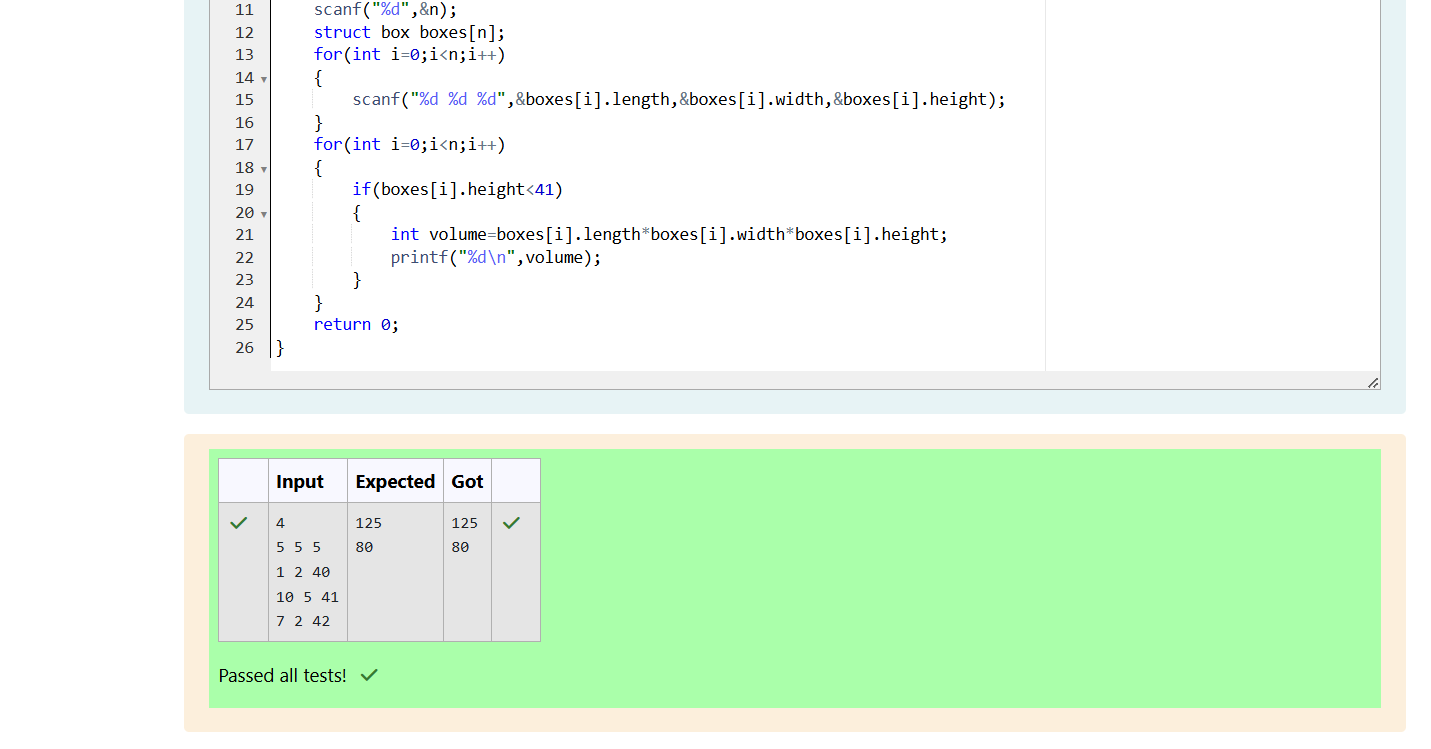 11 scanf("%d",&n);
12 struct box boxes[n];
13 for(int i=0;i<n;i++)
14 {
15 scanf("%d %d %d",&boxes[i].length,&boxes[i].width,&boxes[i].height);
16 }
17 for(int i=0;i<n;i++)
18 {
19 if(boxes[i].height<41)
20 {
21 int volume=boxes[i].length*boxes[i].width*boxes[i].height;
22 printf("%d\n",volume);
23 }
24 }
25 return 0;
26 }
Input Expected Got
4 125 125
5 5 5 80 80
1 2 40
10 5 41
7 2 42
Passed all tests!